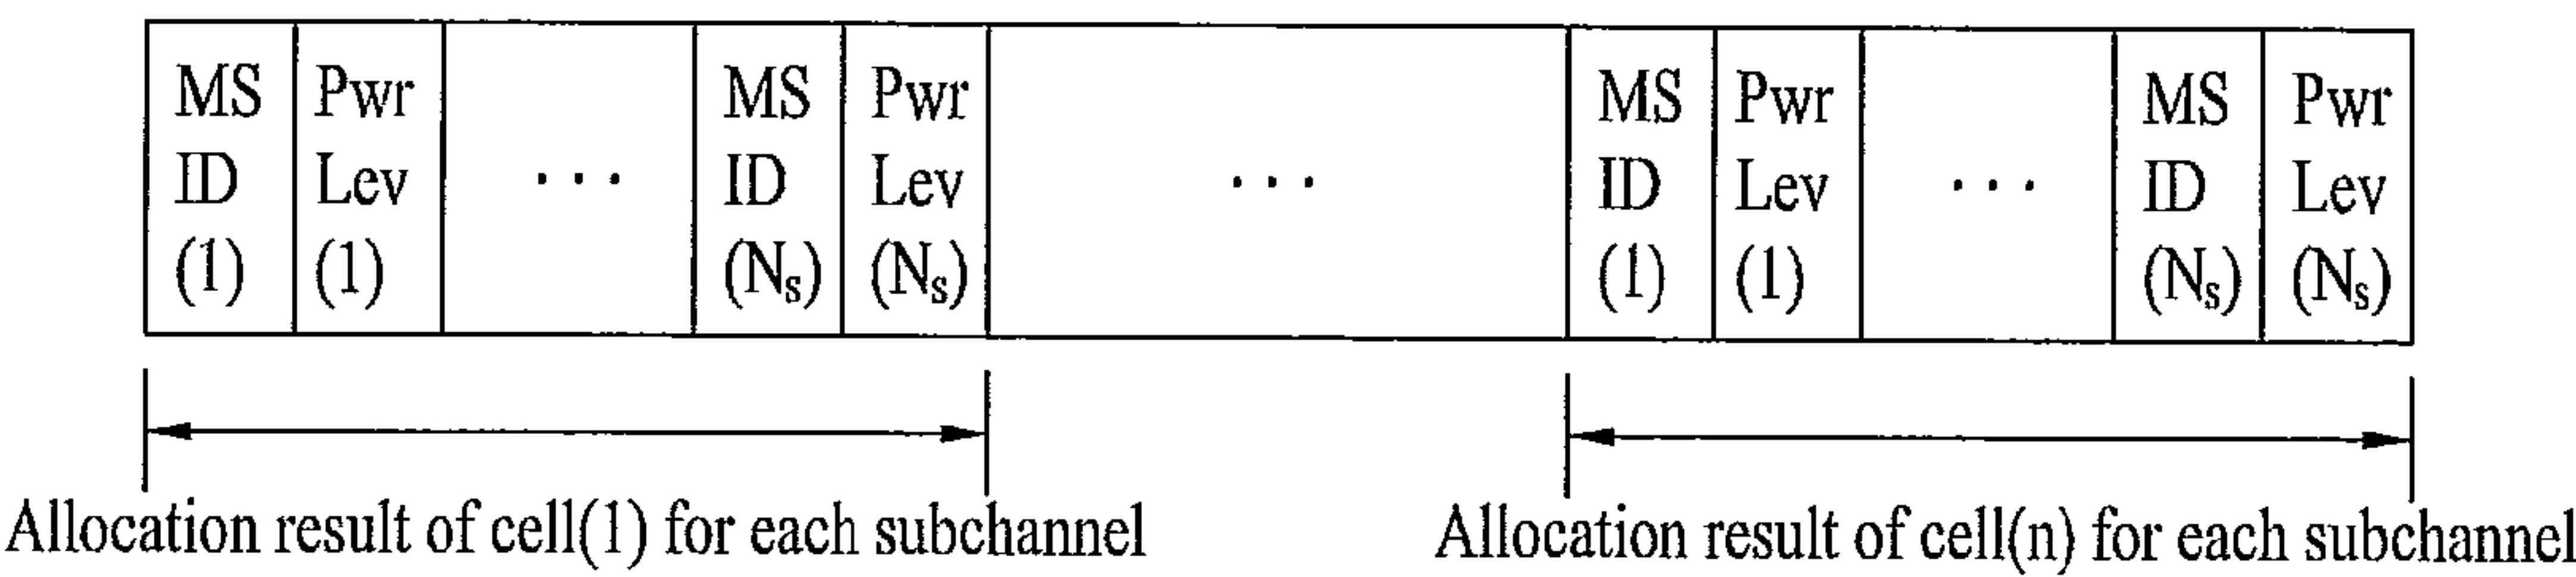 MS Pwr MS Pwr MS Pwr MS Pwr
ID Lev ... ID Lev ... ID Lev ... ID Lev
(1) (1) (Ns) (Ns) (1) (1) (Ns) (Ns)
Allocation result of cell(1) for each subchannel
Allocation result of cell(n) for each subchannel